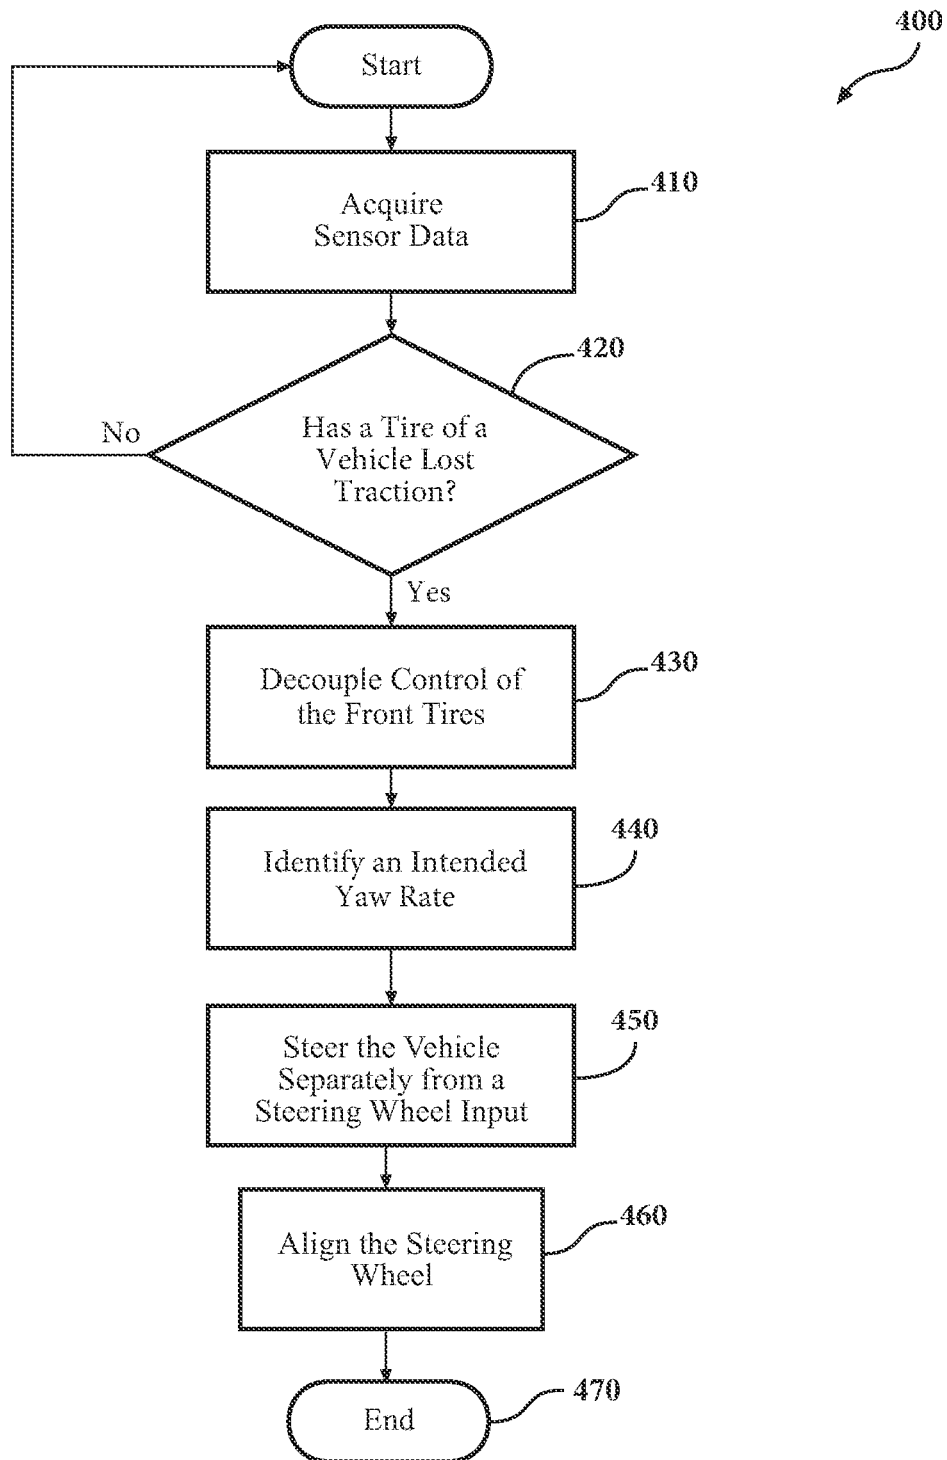 400
Start
Acquire
Sensor Data
410
420
Has a Tire of a
Vehicle Lost
Traction?
No
Yes
Decouple Control of
the Front Tires
430
Identify an Intended
Yaw Rate
440
Steer the Vehicle
Separately from a
Steering Wheel Input
450
Align the Steering
Wheel
460
End
470